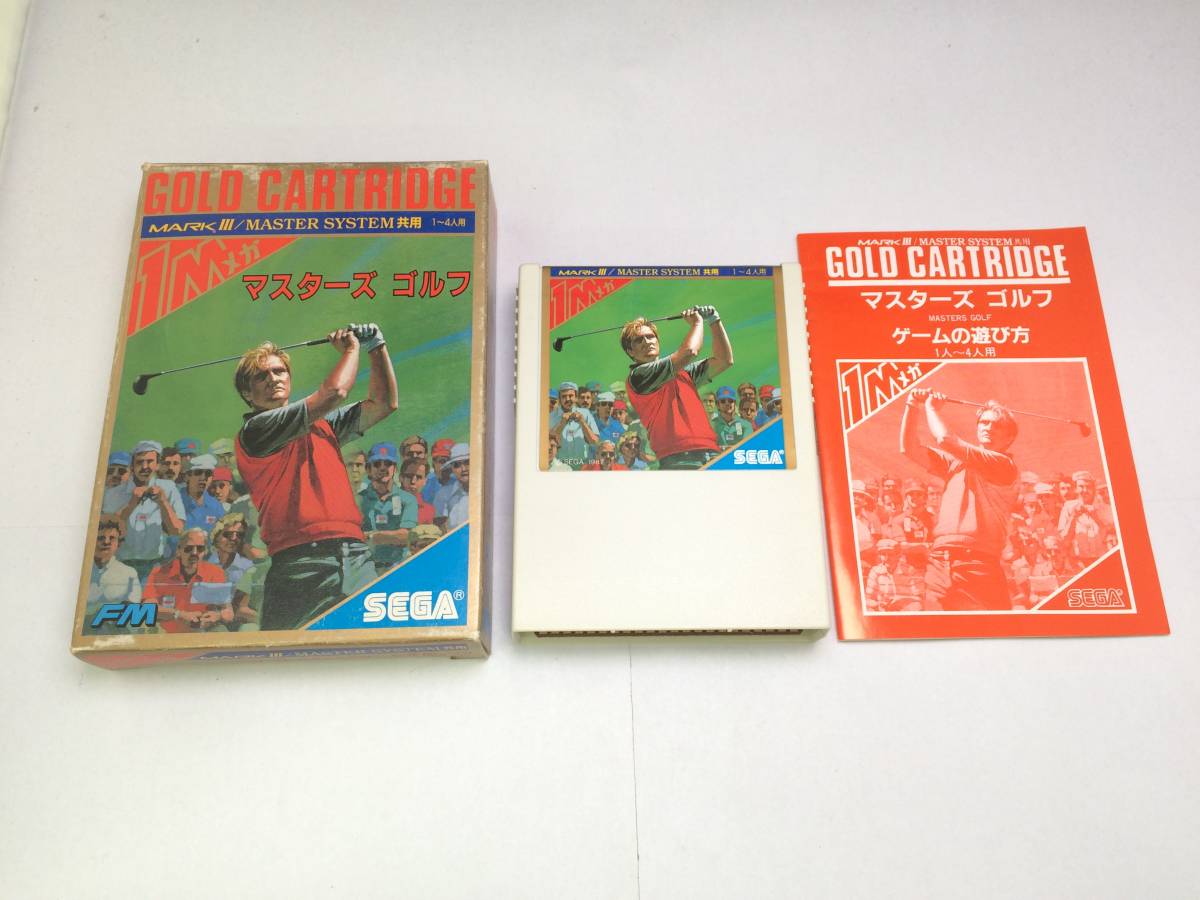 GOLD CARTRIDGE
MARK III/MASTER SYSTEM 共用 1～4人用
1Mメガ
マスターズ ゴルフ
FM
SEGA®
MARK III/MASTER SYSTEM 共用
MARK III/MASTER SYSTEM 共用 1～4人用
1Mメガ
© SEGA 1987
SEGA
MARK III/MASTER SYSTEM 共用
GOLD CARTRIDGE
マスターズ ゴルフ
MASTERS GOLF
ゲームの遊び方
1人～4人用
1Mメガ
SEGA